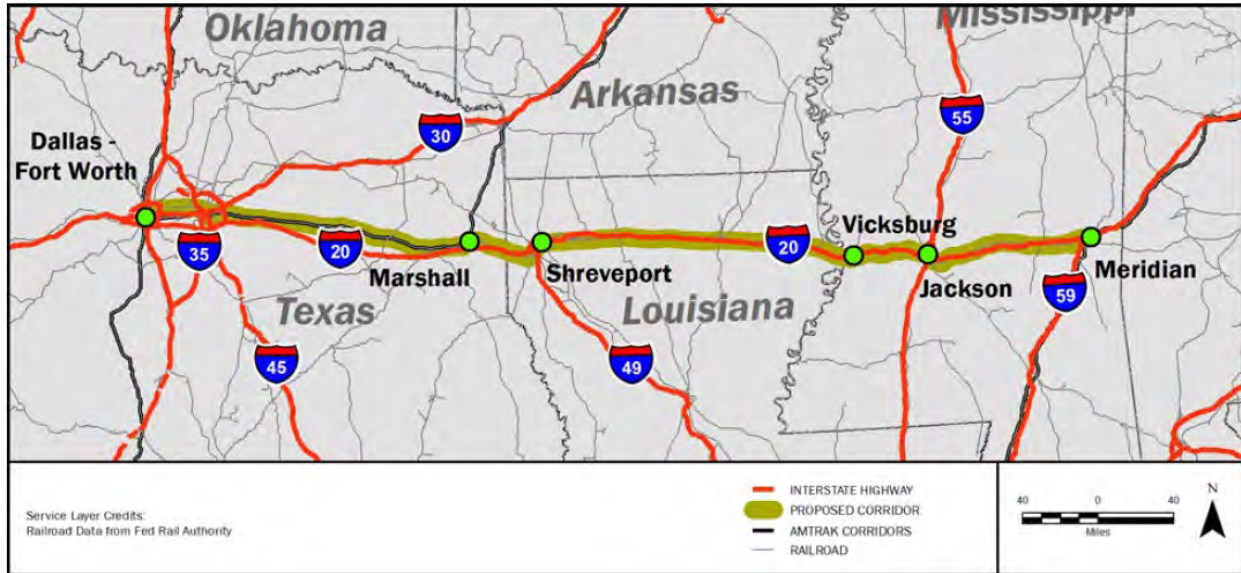 Mississippi
Oklahoma
Arkansas
55
30
Dallas -
Fort Worth
Vicksburg
20
35
20
Marshall
Shreveport
Jackson
Meridian
59
Texas
Louisiana
45
49
INTERSTATE HIGHWAY
PROPOSED CORRIDOR
AMTRAK CORRIDORS
RAILROAD
Service Layer Credits:
Railroad Data from Fed Rail Authority
40 0 40
Miles
N